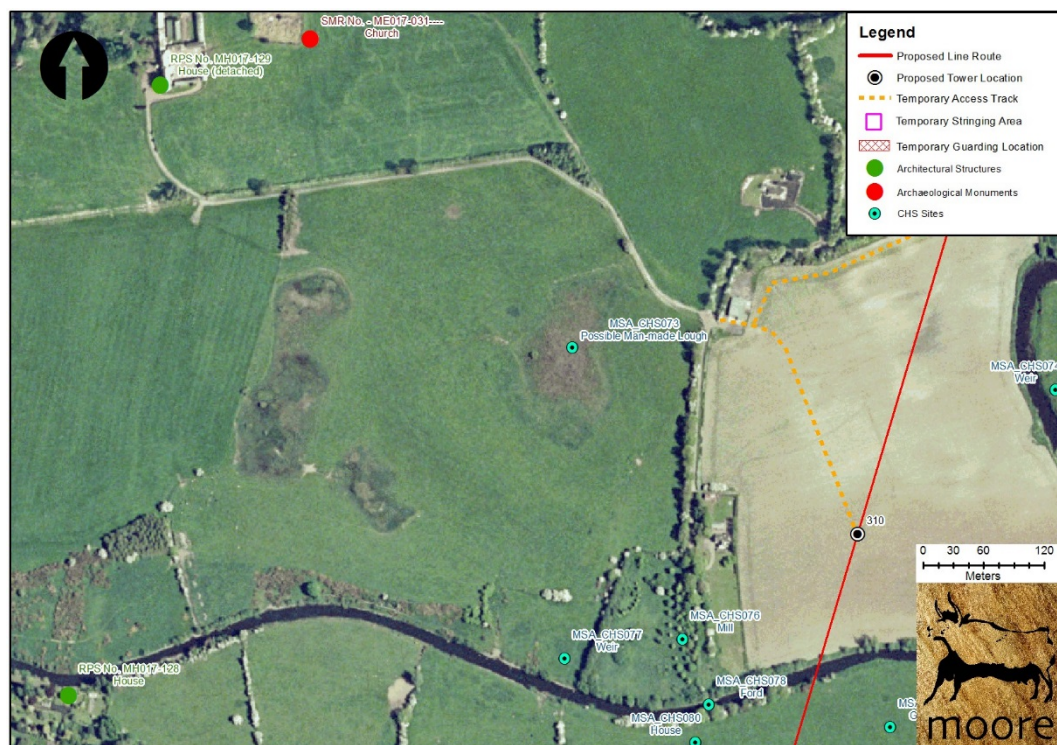 SMR No. - ME017-031----
Church
RPS No. MH017-129
House (detached)
Legend
Proposed Line Route
Proposed Tower Location
Temporary Access Track
Temporary Stringing Area
Temporary Guarding Location
Architectural Structures
Archaeological Monuments
CHS Sites
MSA_CHS073
Possible Man-made Lough
MSA_CHS074
Weir
310
0 30 60 120
Meters
MSA_CHS076
Mill
MSA_CHS077
Weir
RPS No. MH017-128
House
MSA_CHS078
Ford
MSA_CHS080
House
moore